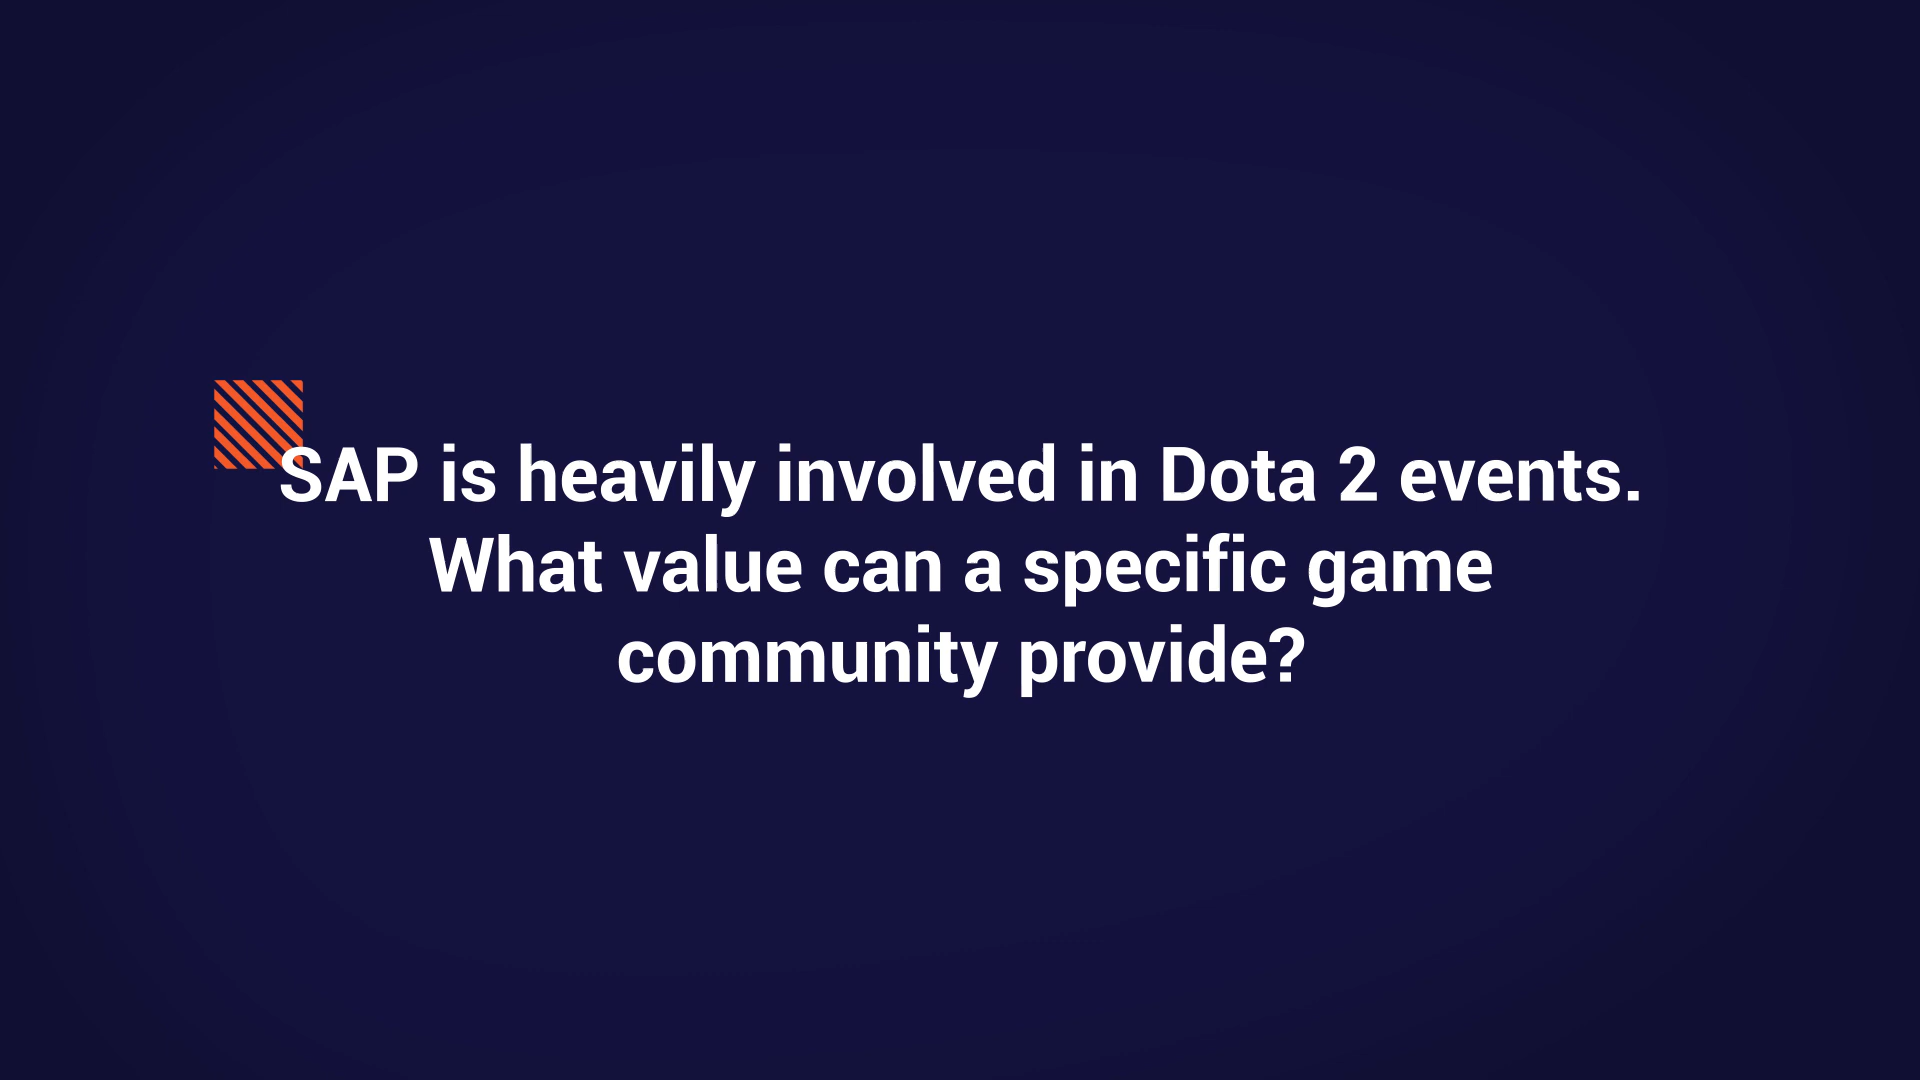 SAP is heavily involved in Dota 2 events.
What value can a specific game
community provide?